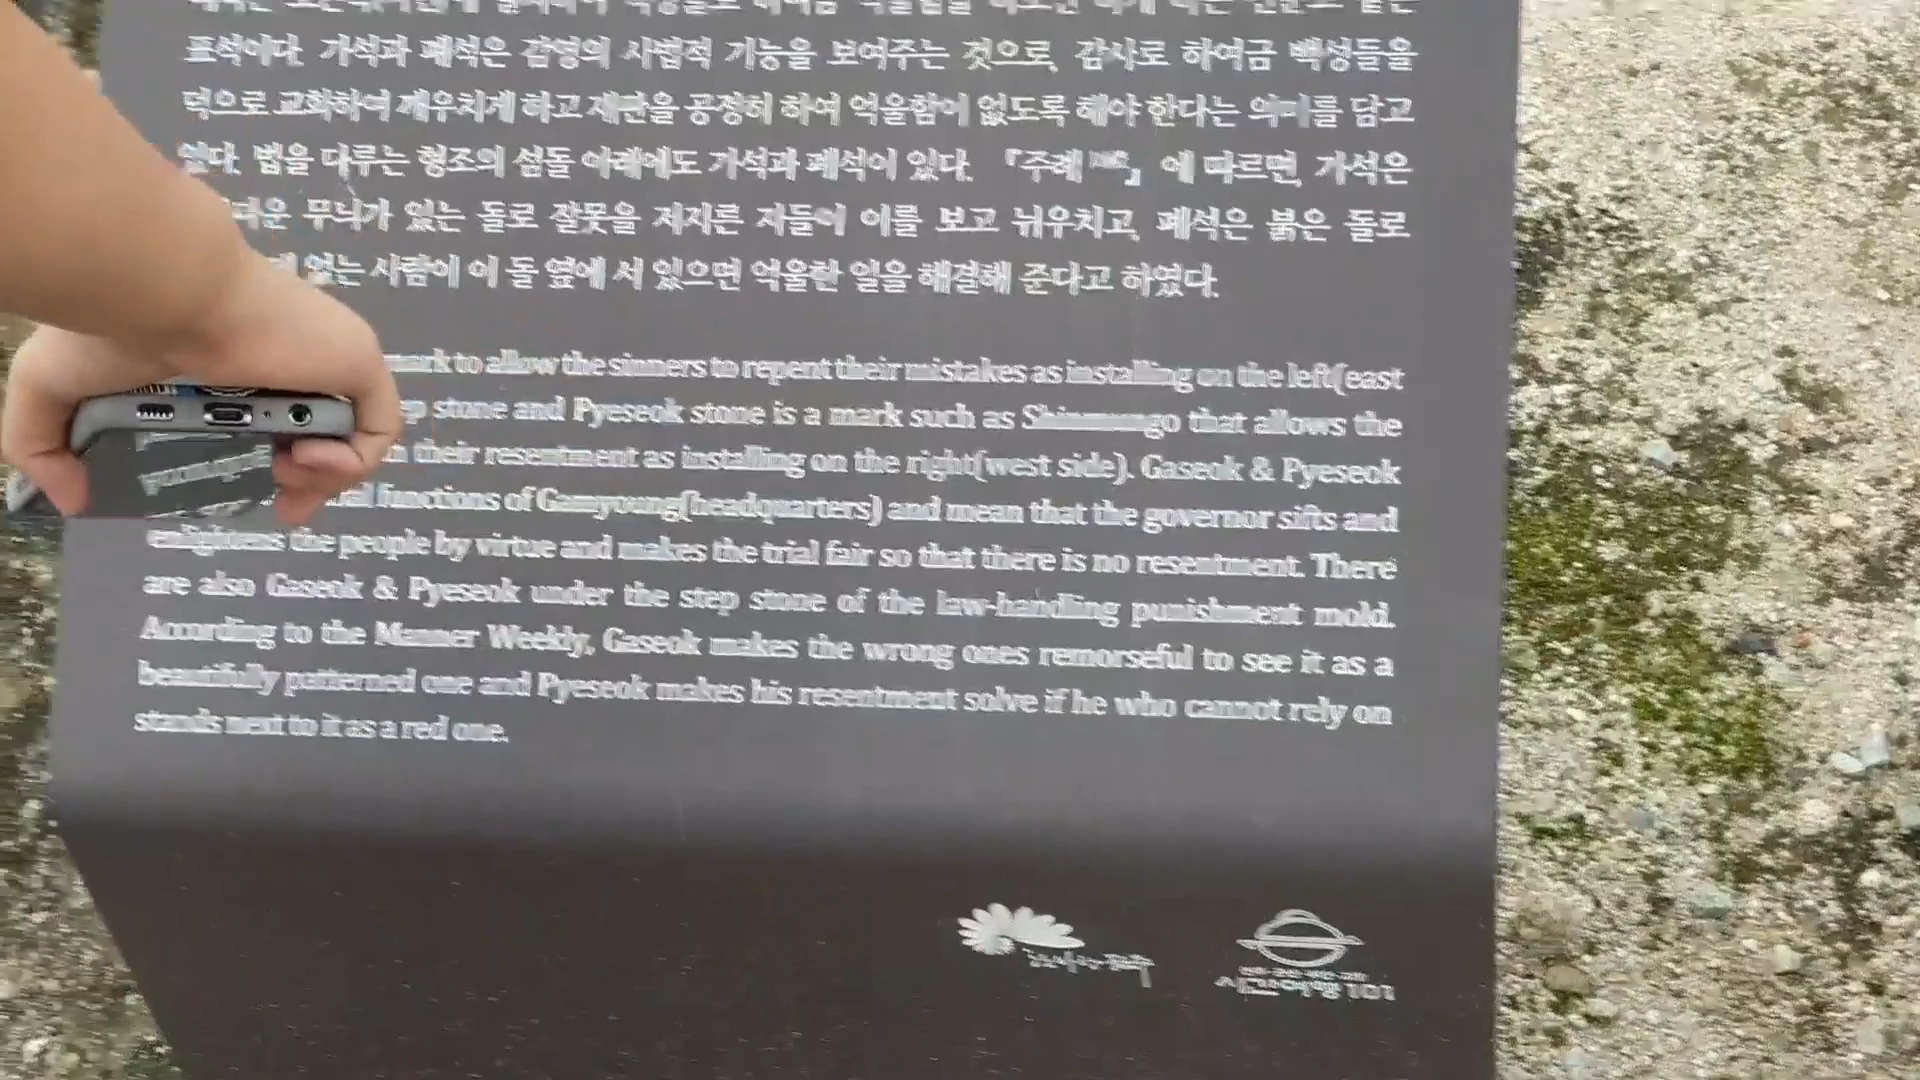 표석이다. 가석과 폐석은 감영의 사법적 기능을 보여주는 것으로, 감사로 하여금 백성들을
덕으로 교화하여 깨우치게 하고 재판을 공정히 하여 억울함이 없도록 해야 한다는 의미를 담고
있다. 법을 다루는 형조의 섬돌 아래에도 가석과 폐석이 있다. 『주례』에 따르면, 가석은
무늬가 있는 돌로 잘못을 저지른 자들이 이를 보고 뉘우치고, 폐석은 붉은 돌로
없는 사람이 이 돌 옆에 서 있으면 억울한 일을 해결해 준다고 하였다.
mark to allow the sinners to repent their mistakes as installing on the left(east
stone and Pyeseok stone is a mark such as Shinmungo that allows the
their resentment as installing on the right(west side). Gaseok & Pyeseok
functions of Gamyoung(headquarters) and mean that the governor sifts and
enlightens the people by virtue and makes the trial fair so that there is no resentment. There
are also Gaseok & Pyeseok under the step stone of the law-handling punishment mold.
According to the Manner Weekly, Gaseok makes the wrong ones remorseful to see it as a
beautifully patterned one and Pyeseok makes his resentment solve if he who cannot rely on
stands next to it as a red one.